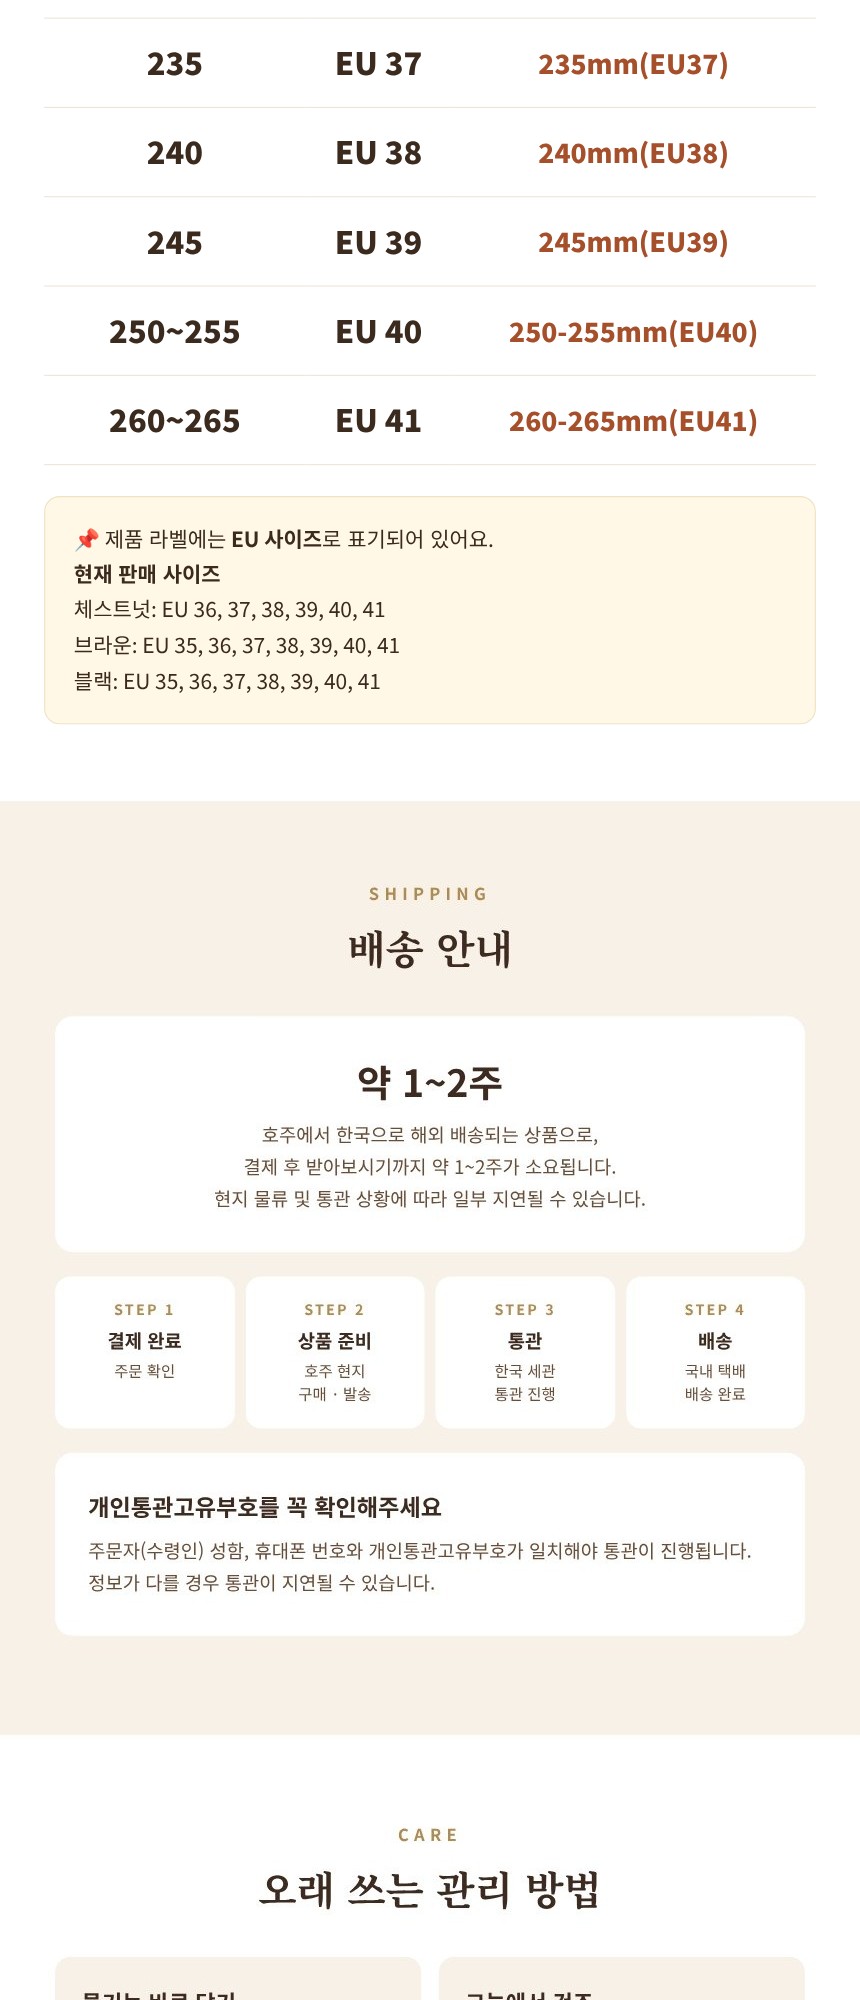 235 EU 37 235mm(EU37)
240 EU 38 240mm(EU38)
245 EU 39 245mm(EU39)
250~255 EU 40 250-255mm(EU40)
260~265 EU 41 260-265mm(EU41)
📌 제품 라벨에는 EU 사이즈로 표기되어 있어요.
현재 판매 사이즈
체스트넛: EU 36, 37, 38, 39, 40, 41
브라운: EU 35, 36, 37, 38, 39, 40, 41
블랙: EU 35, 36, 37, 38, 39, 40, 41
SHIPPING
배송 안내
약 1~2주
호주에서 한국으로 해외 배송되는 상품으로,
결제 후 받아보시기까지 약 1~2주가 소요됩니다.
현지 물류 및 통관 상황에 따라 일부 지연될 수 있습니다.
STEP 1
결제 완료
주문 확인
STEP 2
상품 준비
호주 현지
구매 · 발송
STEP 3
통관
한국 세관
통관 진행
STEP 4
배송
국내 택배
배송 완료
개인통관고유부호를 꼭 확인해주세요
주문자(수령인) 성함, 휴대폰 번호와 개인통관고유부호가 일치해야 통관이 진행됩니다.
정보가 다를 경우 통관이 지연될 수 있습니다.
CARE
오래 쓰는 관리 방법